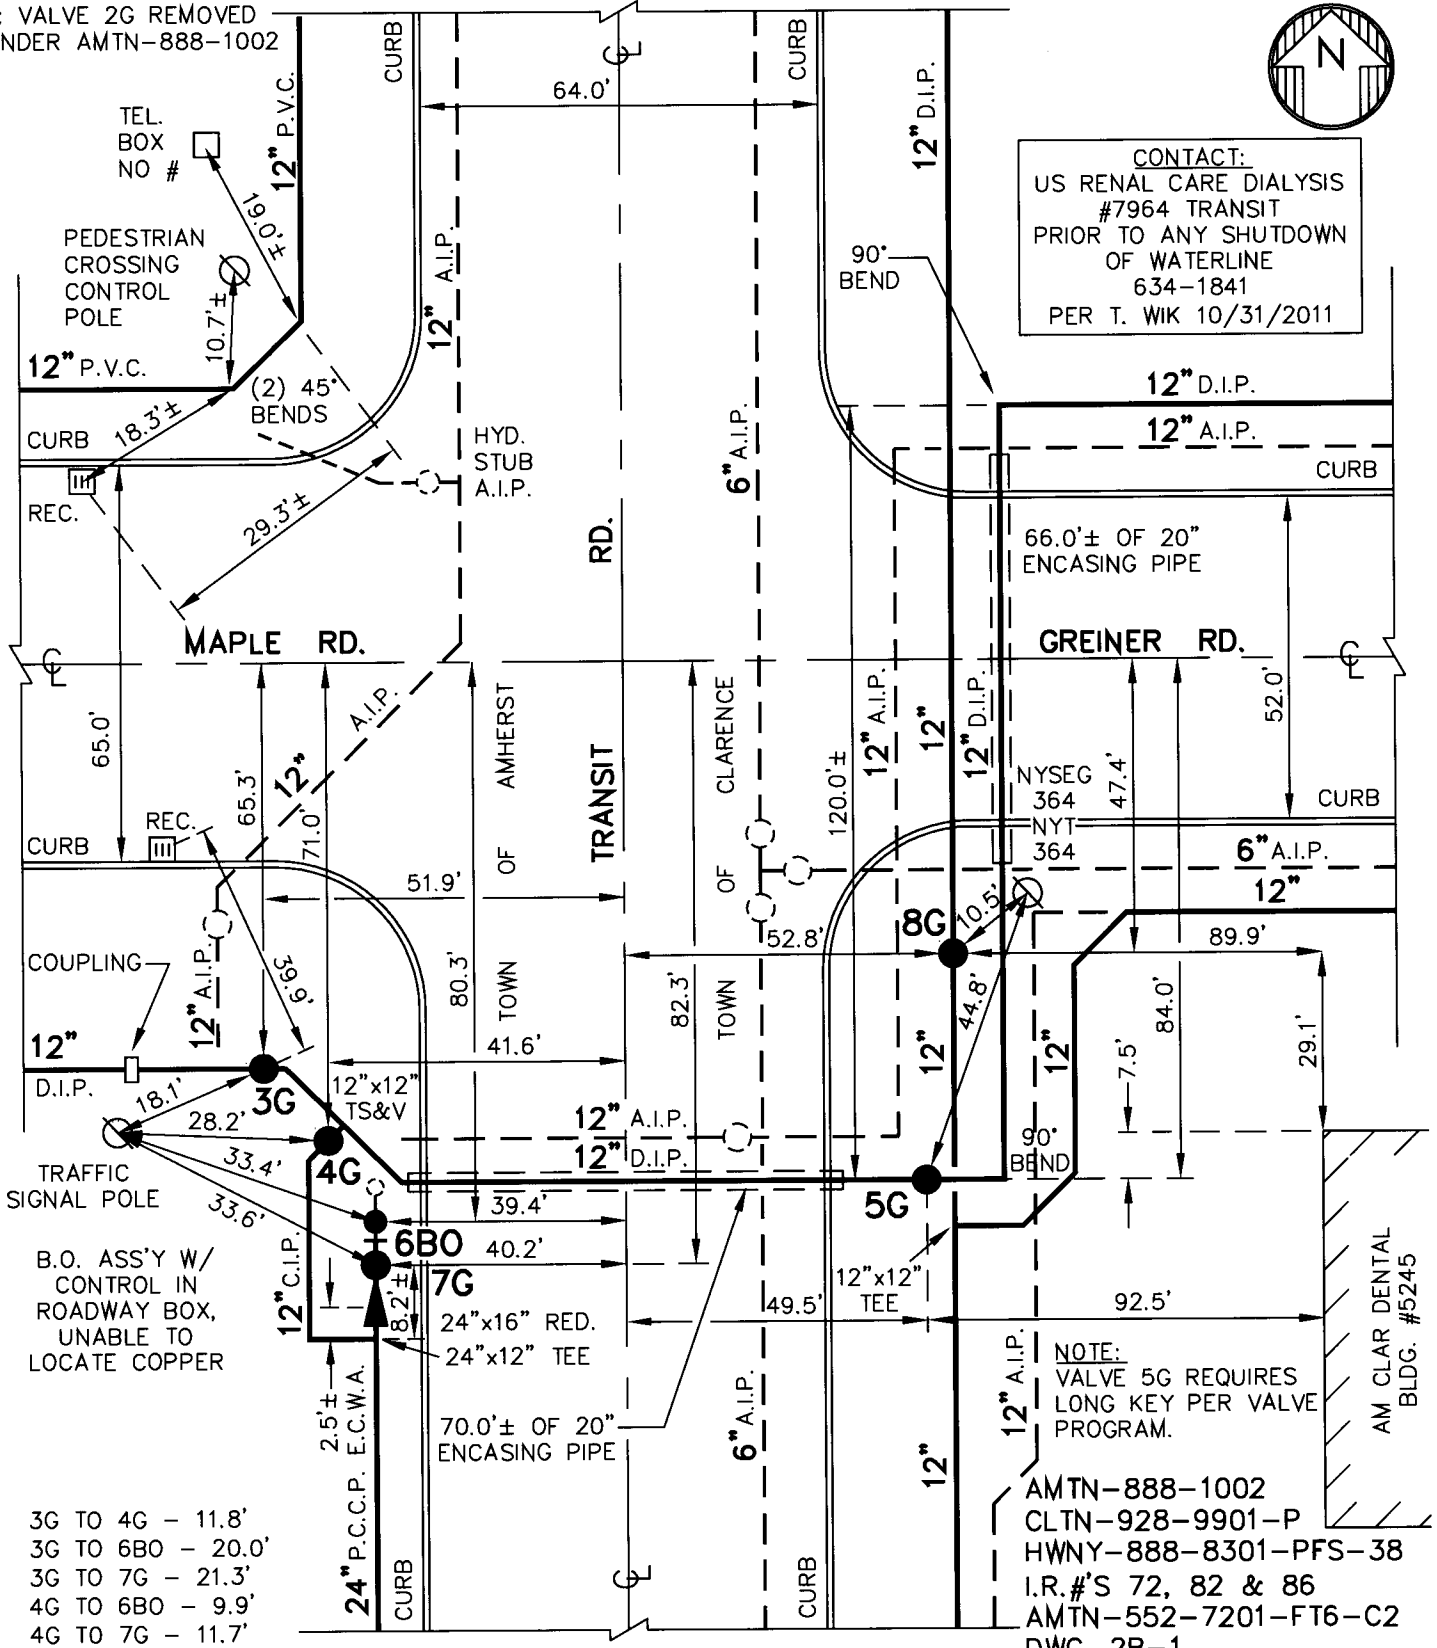 : VALVE 2G REMOVED
NDER AMTN-888-1002
CURB
℄
CURB
N
12" P.V.C.
64.0'
12" D.I.P.
TEL.
BOX
NO #
CONTACT:
US RENAL CARE DIALYSIS
#7964 TRANSIT
PRIOR TO ANY SHUTDOWN
OF WATERLINE
634-1841
PER T. WIK 10/31/2011
19.0'±
PEDESTRIAN
CROSSING
CONTROL
POLE
12" A.I.P.
90°
BEND
10.7'±
12" P.V.C.
(2) 45°
BENDS
12" D.I.P.
12" A.I.P.
CURB
18.3'±
HYD.
STUB
A.I.P.
6" A.I.P.
CURB
REC.
29.3'±
66.0'± OF 20"
ENCASING PIPE
MAPLE RD.
TRANSIT RD.
GREINER RD.
℄
℄
65.0'
65.3'
71.0'
12" A.I.P.
TOWN OF AMHERST
TOWN OF CLARENCE
120.0'±
12" A.I.P.
12"
12" D.I.P.
47.4'
52.0'
NYSEG
364
NYT
364
CURB
REC.
CURB
6" A.I.P.
12"
51.9'
8G
10.5'
52.8'
89.9'
COUPLING
12" A.I.P.
39.9'
80.3'
82.3'
44.8'
84.0'
29.1'
12"
D.I.P.
41.6'
12"
12"
7.5'
18.1'
3G
12"x12"
TS&V
12" A.I.P.
12" D.I.P.
28.2'
4G
90°
BEND
TRAFFIC
SIGNAL POLE
33.4'
33.6'
39.4'
5G
6BO
B.O. ASS'Y W/
CONTROL IN
ROADWAY BOX,
UNABLE TO
LOCATE COPPER
40.2'
7G
12" C.I.P.
8.2'±
12"x12"
TEE
24"x16" RED.
24"x12" TEE
49.5'
92.5'
AM CLAR DENTAL
BLDG. #5245
2.5'±
NOTE:
VALVE 5G REQUIRES
LONG KEY PER VALVE
PROGRAM.
12" A.I.P.
70.0'± OF 20"
ENCASING PIPE
6" A.I.P.
12"
24" P.C.C.P. E.C.W.A.
CURB
℄
CURB
3G TO 4G - 11.8'
3G TO 6BO - 20.0'
3G TO 7G - 21.3'
4G TO 6BO - 9.9'
4G TO 7G - 11.7'
AMTN-888-1002
CLTN-928-9901-P
HWNY-888-8301-PFS-38
I.R.#'S 72, 82 & 86
AMTN-552-7201-FT6-C2
DWG. 2B-1